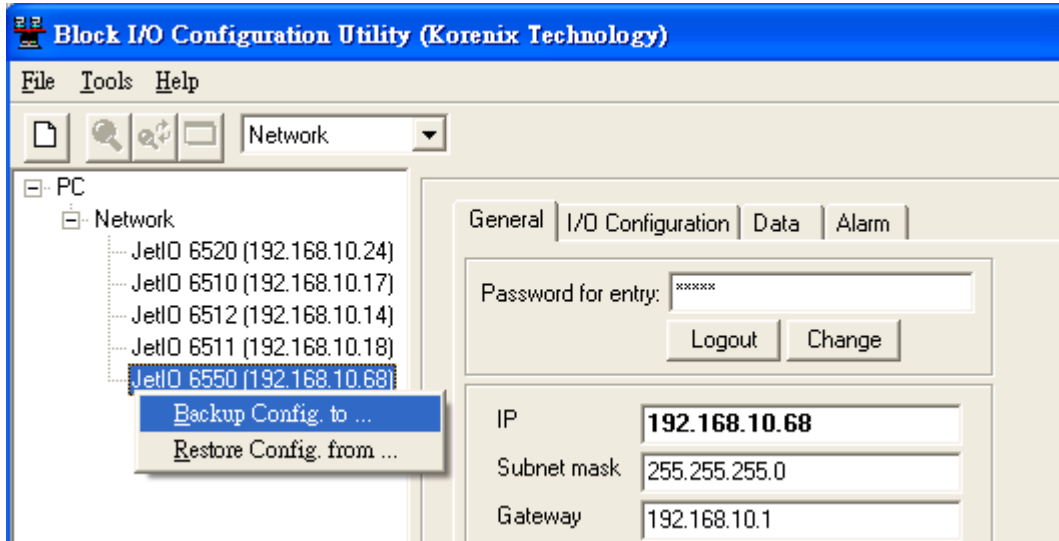 Block I/O Configuration Utility (Korenix Technology)
File Tools Help
Network
PC
Network
JetIO 6520 (192.168.10.24)
JetIO 6510 (192.168.10.17)
JetIO 6512 (192.168.10.14)
JetIO 6511 (192.168.10.18)
JetIO 6550 (192.168.10.68)
Backup Config. to ...
Restore Config. from ...
General I/O Configuration Data Alarm
Password for entry: *****
Logout Change
IP 192.168.10.68
Subnet mask 255.255.255.0
Gateway 192.168.10.1